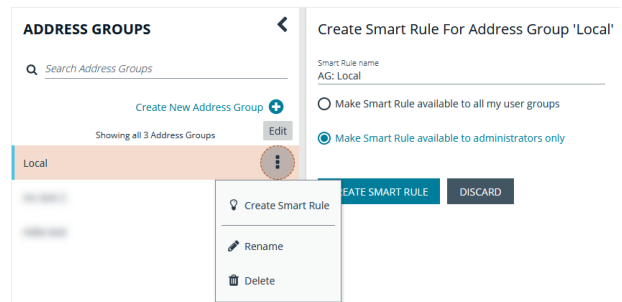 ADDRESS GROUPS
Search Address Groups
Create New Address Group
Showing all 3 Address Groups
Edit
Local
Create Smart Rule
Rename
Delete
Create Smart Rule For Address Group 'Local'
Smart Rule name
AG: Local
Make Smart Rule available to all my user groups
Make Smart Rule available to administrators only
EATE SMART RULE
DISCARD